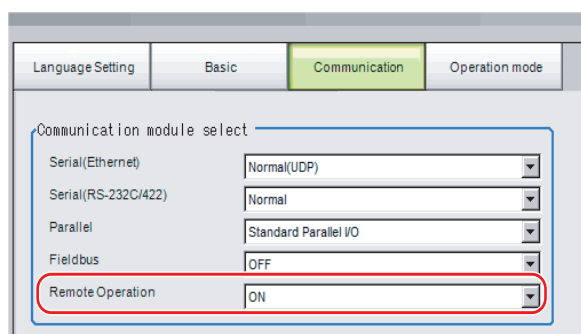 Language Setting Basic Communication Operation mode
Communication module select
Serial(Ethernet) Normal(UDP)
Serial(RS-232C/422) Normal
Parallel Standard Parallel I/O
Fieldbus OFF
Remote Operation ON